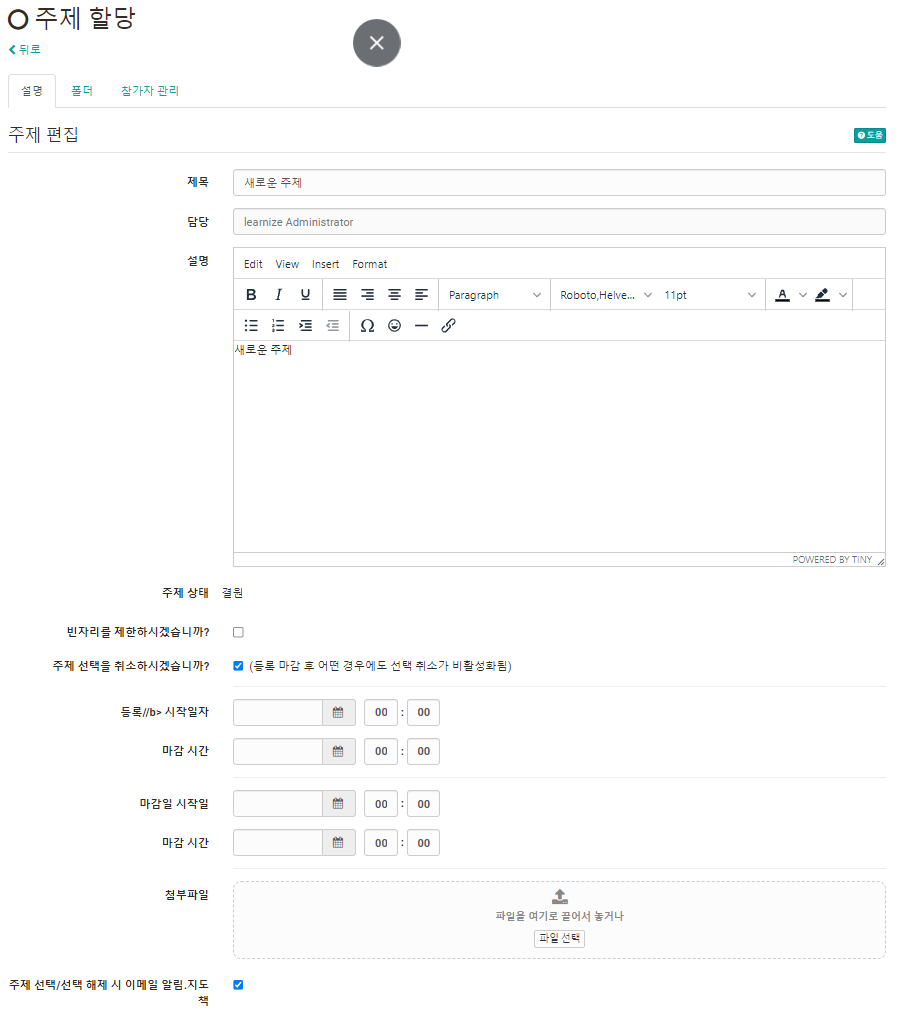 주제 할당
뒤로
설명 폴더 참가자 관리
주제 편집
도움
제목 새로운 주제
담당 learnize Administrator
설명
Edit View Insert Format
B I U Paragraph Roboto,Helve... 11pt A
Ω
새로운 주제
POWERED BY TINY
주제 상태 결원
빈자리를 제한하시겠습니까?
주제 선택을 취소하시겠습니까? (등록 마감 후 어떤 경우에도 선택 취소가 비활성화됨)
등록//b> 시작일자 00 : 00
마감 시간 00 : 00
마감일 시작일 00 : 00
마감 시간 00 : 00
첨부파일
파일을 여기로 끌어서 놓거나
파일 선택
주제 선택/선택 해제 시 이메일 알림.지도
책